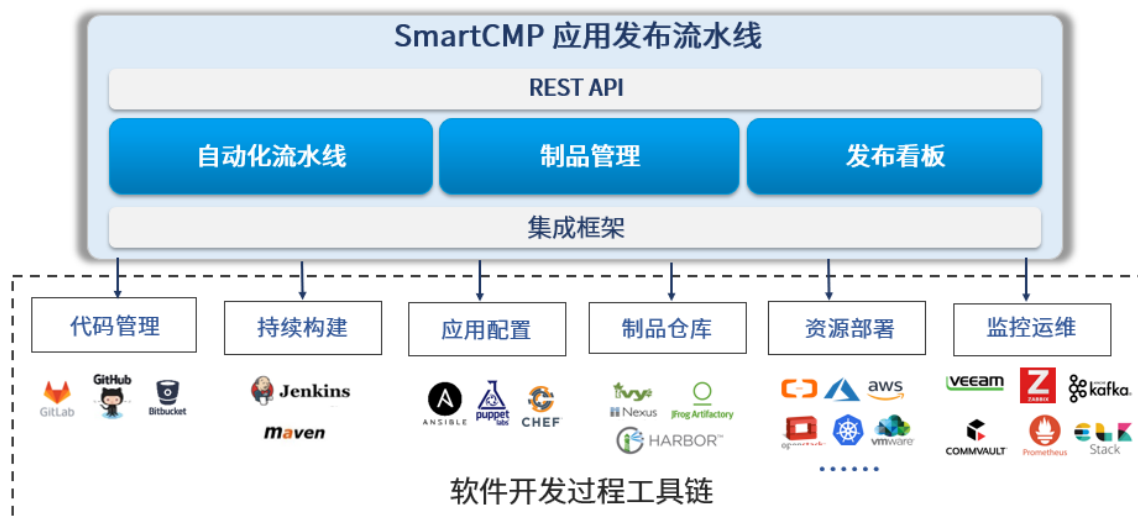 SmartCMP 应用发布流水线
REST API
自动化流水线
制品管理
发布看板
集成框架
代码管理
持续构建
应用配置
制品仓库
资源部署
监控运维
GitLab
GitHub
Bitbucket
Jenkins
maven
ANSIBLE
puppet labs
CHEF
ivy
Nexus
JFrog Artifactory
HARBOR™
aws
openstack
vmware
......
veeam
Z
ZABBIX
kafka
COMMVAULT
Prometheus
ELK
Stack
软件开发过程工具链